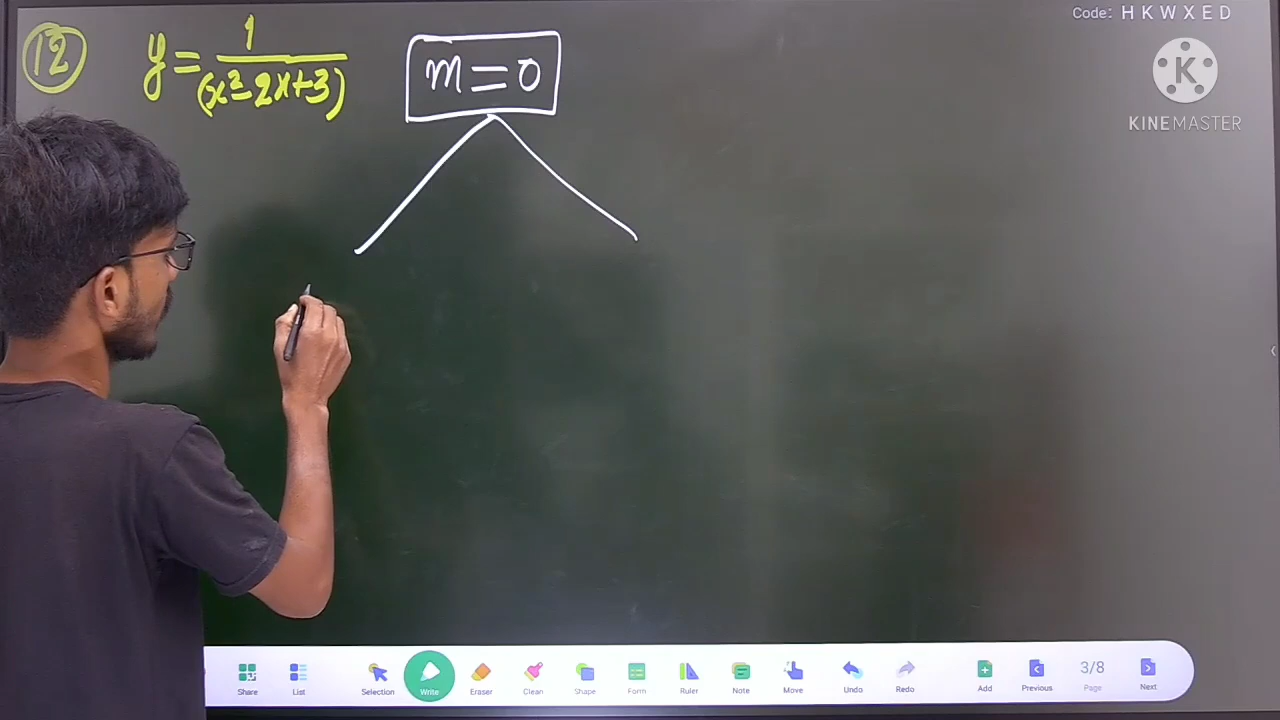 Code: HKWXED
12 y = 1/(x² - 2x + 3) m = 0
K
KINEMASTER
Share List Selection Write Eraser Clean Shape Form Ruler Note Move Undo Redo Add Previous 3/8 Page Next